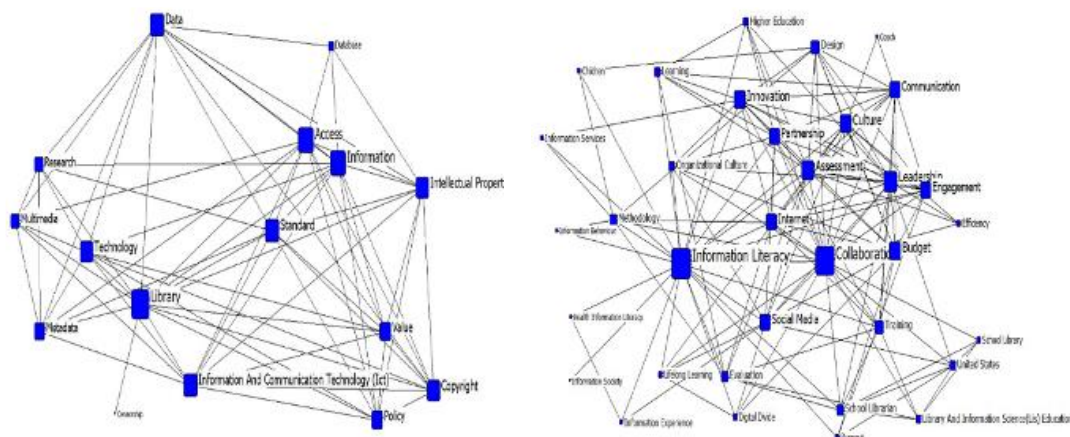 Data
Database
Access
Information
Research
Intellectual Propert
Multimedia
Standard
Technology
Library
Metadata
Value
Information And Communication Technology (Ict)
Copyright
Censorship
Policy
Higher Education
Design
Children
Learning
Communication
Innovation
Culture
Information Services
Partnership
Organizational Culture
Assessment
Leadership
Engagement
Methodology
Internet
Efficiency
Information Behaviour
Information Literacy
Collaboratio
Budget
Health Information Literacy
Social Media
Training
School Library
Information Society
Lifelong Learning
Evaluation
United States
Information Experience
Digital Divide
School Librarian
Library And Information Science(Lis) Education